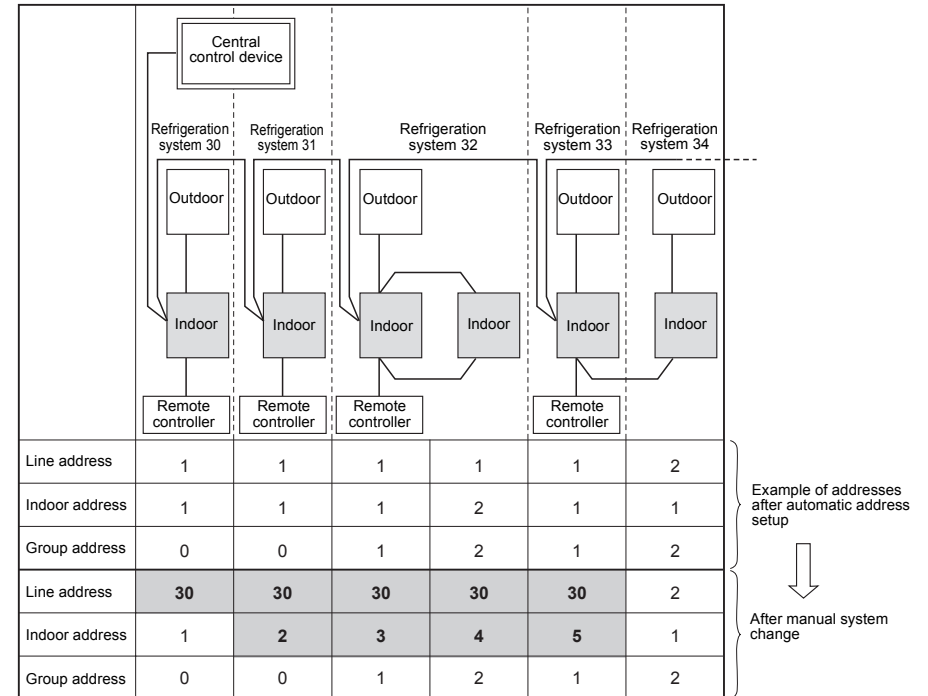 Central
control device
Refrigeration
system 30
Refrigeration
system 31
Refrigeration
system 32
Refrigeration
system 33
Refrigeration
system 34
Outdoor
Outdoor
Outdoor
Outdoor
Outdoor
Indoor
Indoor
Indoor
Indoor
Indoor
Indoor
Remote
controller
Remote
controller
Remote
controller
Remote
controller
Line address 1 1 1 1 1 2
Indoor address 1 1 1 2 1 1
Group address 0 0 1 2 1 2
Example of addresses
after automatic address
setup
Line address 30 30 30 30 30 2
Indoor address 1 2 3 4 5 1
Group address 0 0 1 2 1 2
After manual system
change